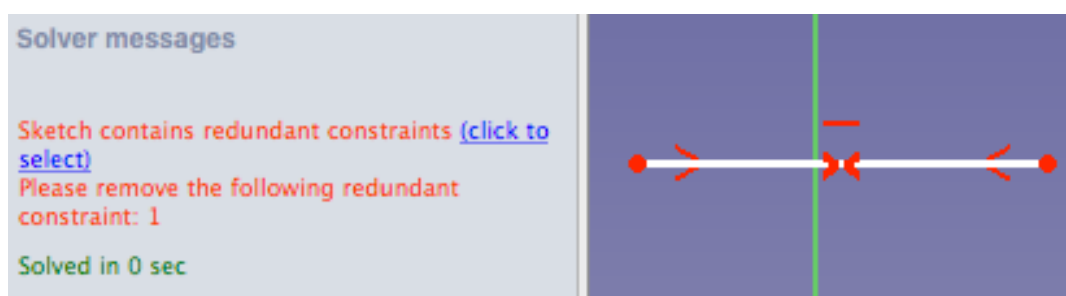 Solver messages
Sketch contains redundant constraints (click to
select)
Please remove the following redundant
constraint: 1
Solved in 0 sec